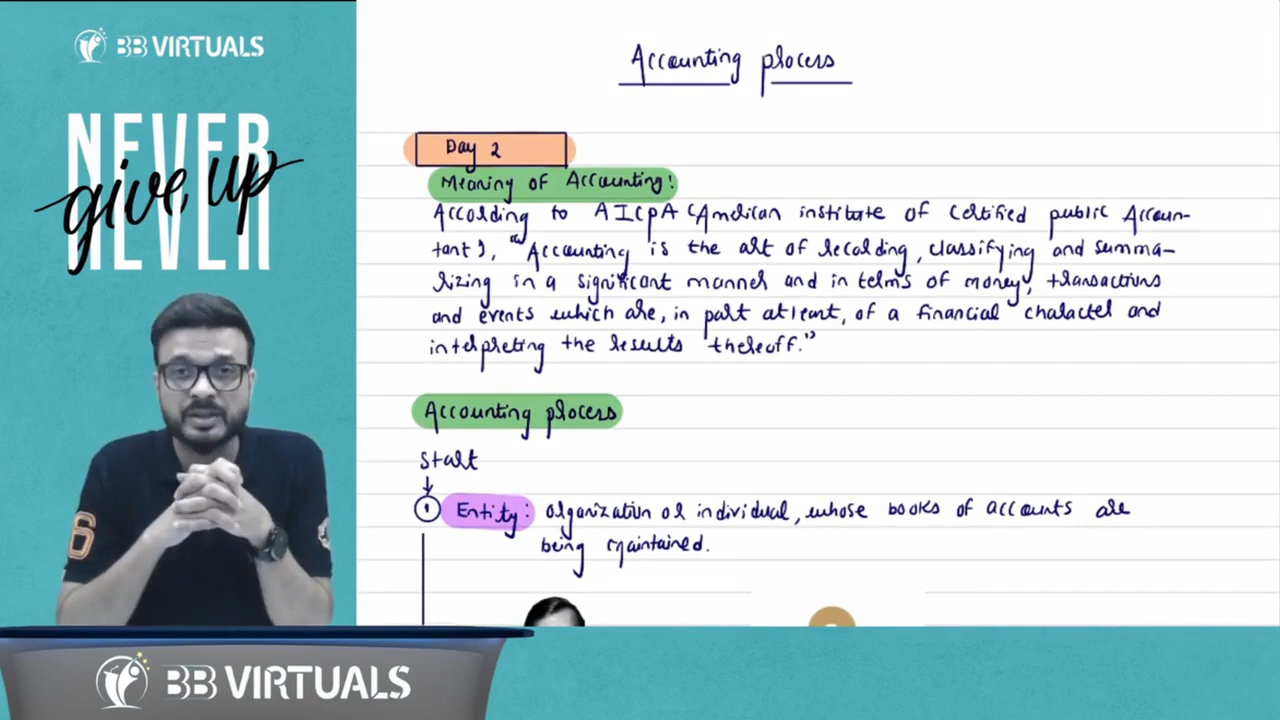 BB VIRTUALS
NEVER
give up
NEVER
Accounting process
Day 2
Meaning of Accounting:
According to AICPA (American institute of certified public Accoun-
tant), "Accounting is the art of recording, classifying and summa-
rizing in a significant manner and in terms of money, transactions
and events which are, in part at least, of a financial character and
interpreting the results thereoff."
Accounting process
start
1 Entity: organization or individual, whose books of accounts are
being maintained.
6
BB VIRTUALS